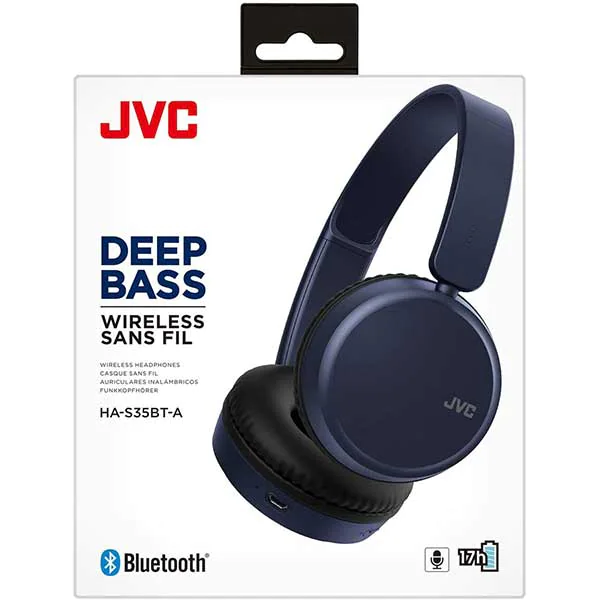 JVC
DEEP
BASS
WIRELESS
SANS FIL
WIRELESS HEADPHONES
CASQUE SANS FIL
AURICULARES INALÁMBRICOS
FUNKKOPFHÖRER
HA-S35BT-A
JVC
Bluetooth®
17h